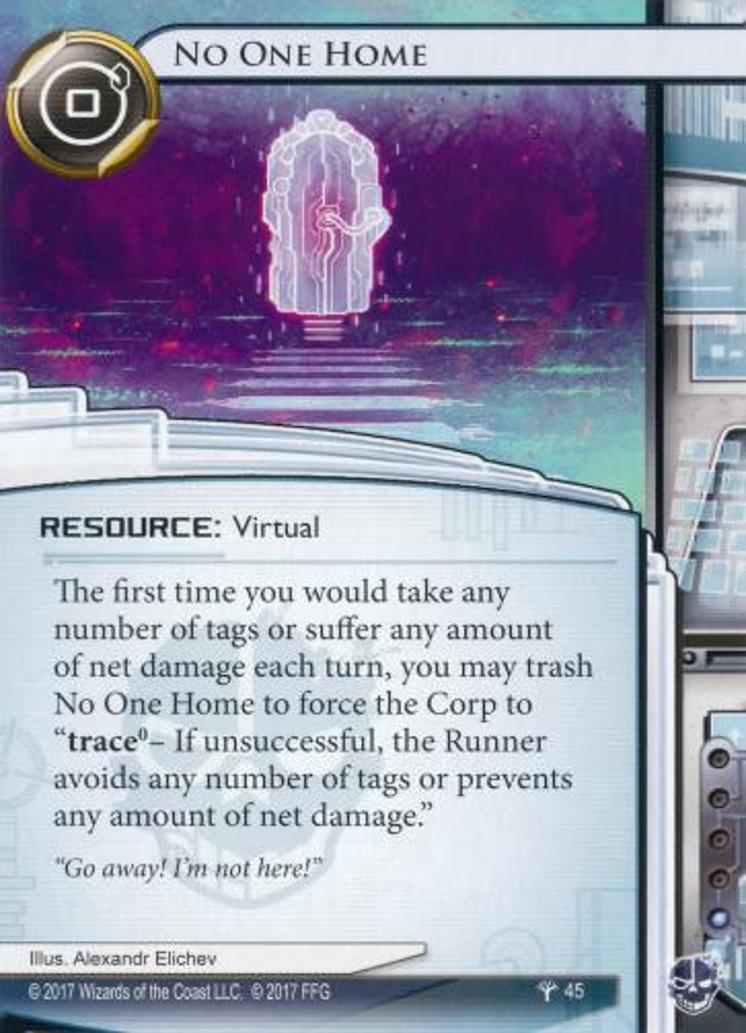 No One Home
RESOURCE: Virtual
The first time you would take any
number of tags or suffer any amount
of net damage each turn, you may trash
No One Home to force the Corp to
“trace⁰– If unsuccessful, the Runner
avoids any number of tags or prevents
any amount of net damage.”
“Go away! I’m not here!”
Illus. Alexandr Elichev
© 2017 Wizards of the Coast LLC. © 2017 FFG
45